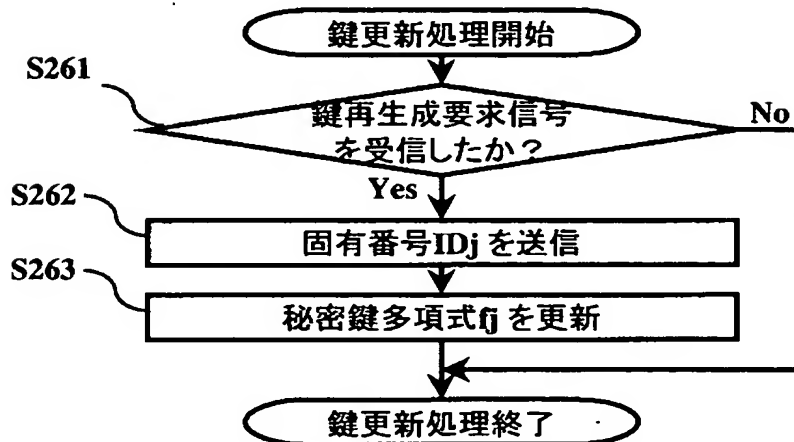 鍵更新処理開始
S261
鍵再生成要求信号
を受信したか？
No
Yes
S262
固有番号IDj を送信
S263
秘密鍵多項式fj を更新
鍵更新処理終了